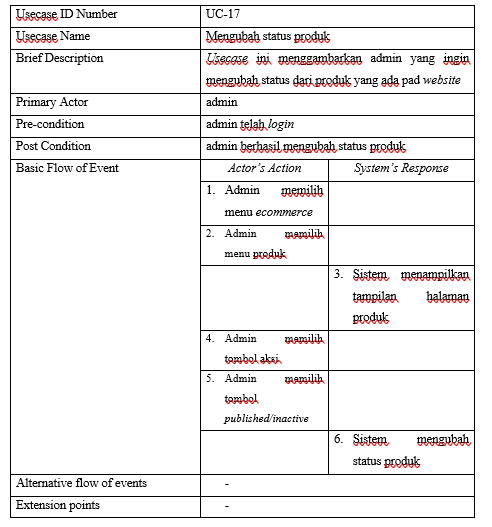 Usecase ID Number UC-17
Usecase Name Mengubah status produk
Brief Description Usecase ini menggambarkan admin yang ingin
mengubah status dari produk yang ada pad website
Primary Actor admin
Pre-condition admin telah login
Post Condition admin berhasil mengubah status produk
Basic Flow of Event Actor's Action System's Response
1. Admin memilih
menu ecommerce
2. Admin memilih
menu produk
3. Sistem menampilkan
tampilan halaman
produk
4. Admin memilih
tombol aksi
5. Admin memilih
tombol
published/inactive
6. Sistem mengubah
status produk
Alternative flow of events -
Extension points -